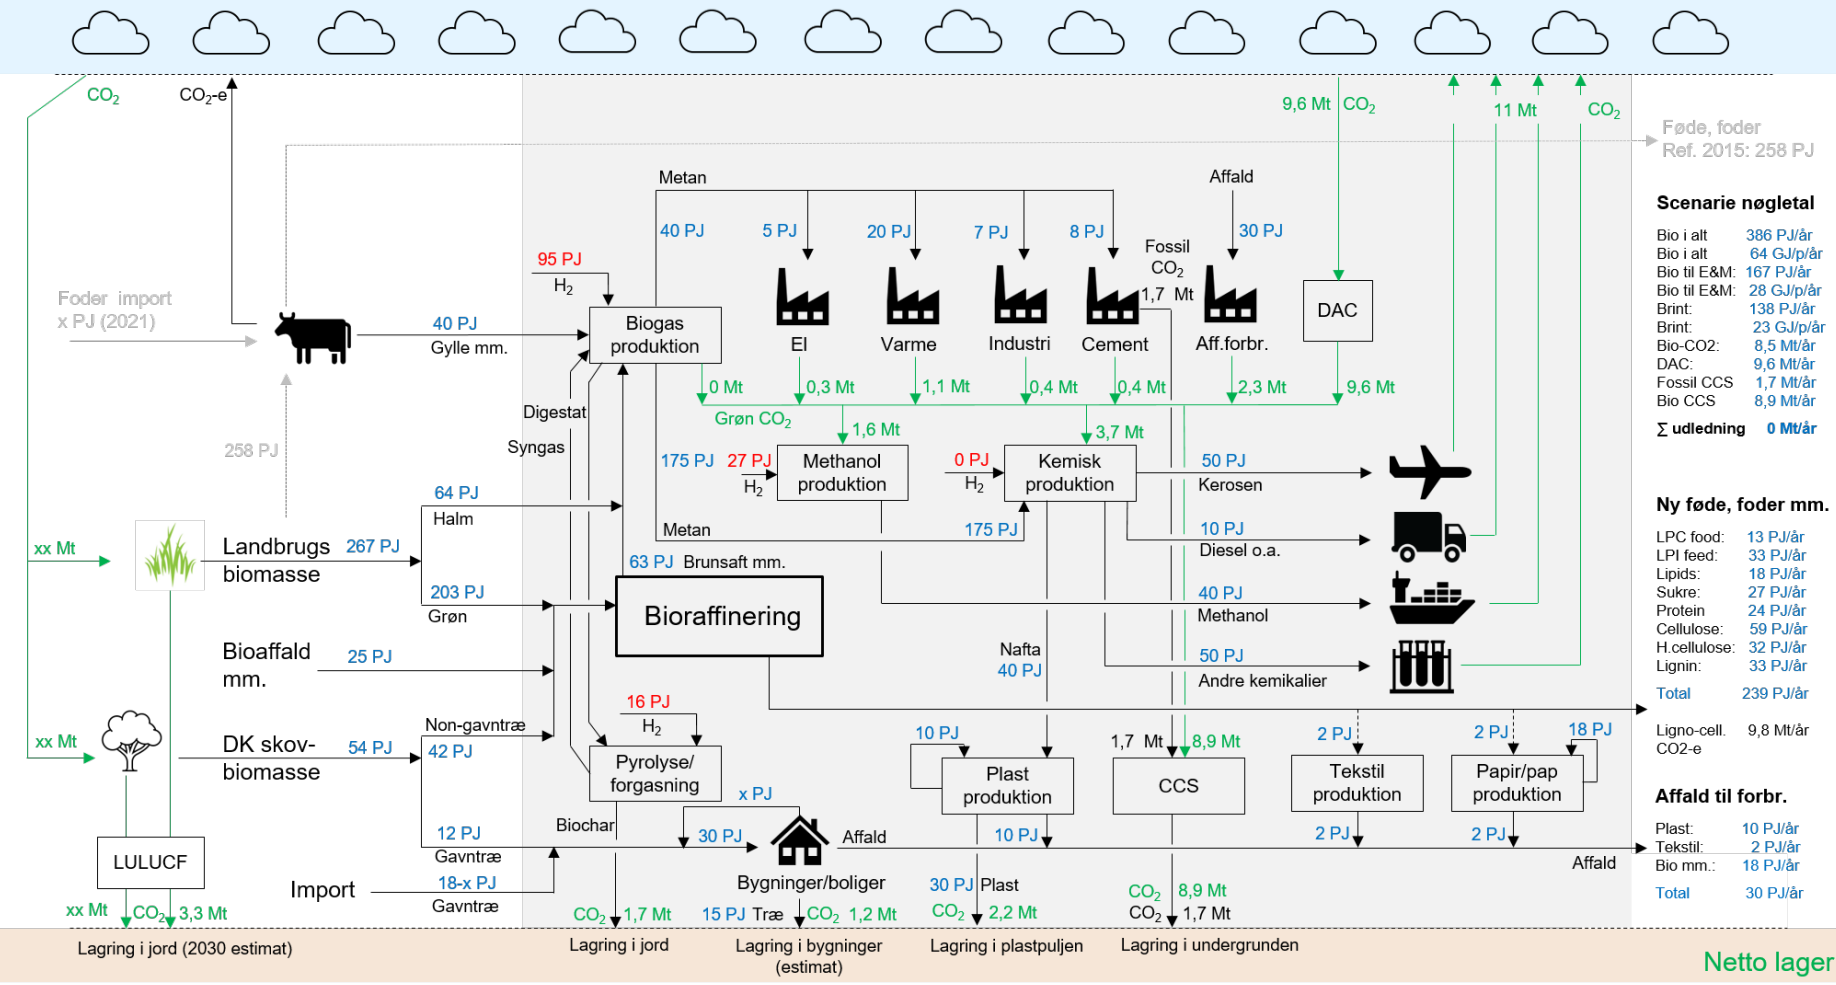 CO2
CO2-e
9,6 Mt CO2
11 Mt
CO2
Føde, foder
Ref. 2015: 258 PJ
Foder import
x PJ (2021)
258 PJ
40 PJ
Gylle mm.
95 PJ
H2
Biogas
produktion
Metan
40 PJ
5 PJ
20 PJ
7 PJ
8 PJ
Affald
30 PJ
Fossil
CO2
1,7 Mt
El
Varme
Industri
Cement
Aff.forbr.
DAC
0 Mt
0,3 Mt
1,1 Mt
0,4 Mt
0,4 Mt
2,3 Mt
9,6 Mt
Grøn CO2
1,6 Mt
3,7 Mt
Digestat
Syngas
175 PJ
27 PJ
H2
Methanol
produktion
0 PJ
H2
Kemisk
produktion
50 PJ
Kerosen
Metan
175 PJ
10 PJ
Diesel o.a.
40 PJ
Methanol
50 PJ
Andre kemikalier
Nafta
40 PJ
xx Mt
Landbrugs
biomasse
267 PJ
64 PJ
Halm
203 PJ
Grøn
63 PJ Brunsaft mm.
Bioraffinering
Bioaffald
mm.
25 PJ
xx Mt
DK skov-
biomasse
54 PJ
Non-gavntræ
42 PJ
12 PJ
Gavntræ
Import
18-x PJ
Gavntræ
16 PJ
H2
Pyrolyse/
forgasning
Biochar
x PJ
30 PJ
Bygninger/boliger
Affald
10 PJ
Plast
produktion
10 PJ
1,7 Mt
8,9 Mt
CCS
2 PJ
Tekstil
produktion
2 PJ
2 PJ
18 PJ
Papir/pap
produktion
2 PJ
Affald
LULUCF
xx Mt
CO2 3,3 Mt
CO2 1,7 Mt
15 PJ Træ
CO2 1,2 Mt
30 PJ Plast
CO2 2,2 Mt
CO2 8,9 Mt
CO2 1,7 Mt
Lagring i jord (2030 estimat)
Lagring i jord
Lagring i bygninger
(estimat)
Lagring i plastpuljen
Lagring i undergrunden
Netto lager
Scenarie nøgletal
Bio i alt 386 PJ/år
Bio i alt 64 GJ/p/år
Bio til E&M: 167 PJ/år
Bio til E&M: 28 GJ/p/år
Brint: 138 PJ/år
Brint: 23 GJ/p/år
Bio-CO2: 8,5 Mt/år
DAC: 9,6 Mt/år
Fossil CCS 1,7 Mt/år
Bio CCS 8,9 Mt/år
∑ udledning 0 Mt/år
Ny føde, foder mm.
LPC food: 13 PJ/år
LPI feed: 33 PJ/år
Lipids: 18 PJ/år
Sukre: 27 PJ/år
Protein 24 PJ/år
Cellulose: 59 PJ/år
H.cellulose: 32 PJ/år
Lignin: 33 PJ/år
Total 239 PJ/år
Ligno-cell. 9,8 Mt/år
CO2-e
Affald til forbr.
Plast: 10 PJ/år
Tekstil: 2 PJ/år
Bio mm.: 18 PJ/år
Total 30 PJ/år